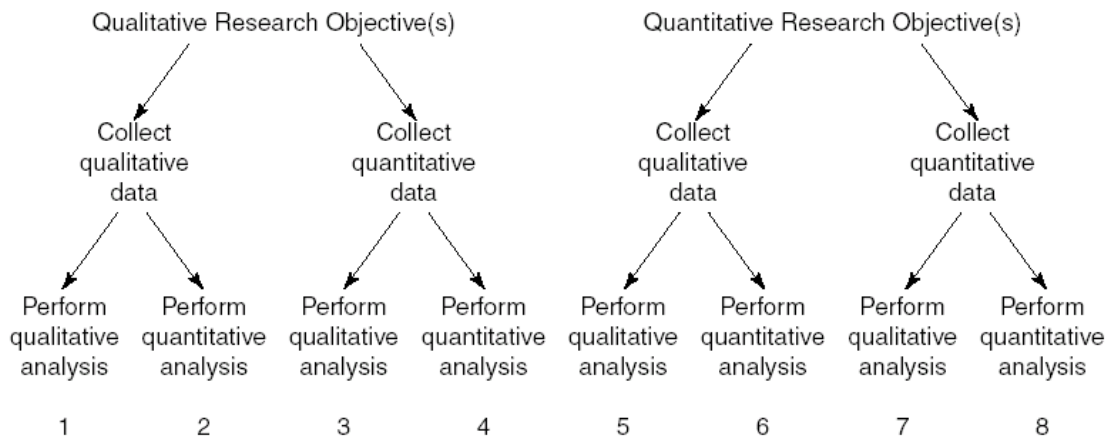 Qualitative Research Objective(s)
Quantitative Research Objective(s)
Collect
qualitative
data
Collect
quantitative
data
Collect
qualitative
data
Collect
quantitative
data
Perform
qualitative
analysis
Perform
quantitative
analysis
Perform
qualitative
analysis
Perform
quantitative
analysis
Perform
qualitative
analysis
Perform
quantitative
analysis
Perform
qualitative
analysis
Perform
quantitative
analysis
1 2 3 4 5 6 7 8